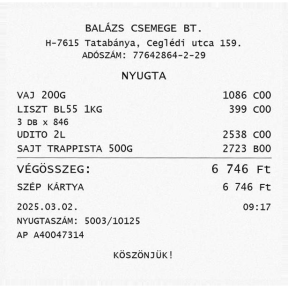 BALÁZS CSEMEGE BT.
H-7615 Tatabánya, Ceglédi utca 159.
ADÓSZÁM: 77642864-2-29
NYUGTA
VAJ 200G 1086 C00
LISZT BL55 1KG 399 C00
3 DB x 846
UDITO 2L 2538 C00
SAJT TRAPPISTA 500G 2723 B00
VÉGÖSSZEG: 6 746 Ft
SZÉP KÁRTYA 6 746 Ft
2025.03.02. 09:17
NYUGTASZÁM: 5003/10125
AP A40047314
KÖSZÖNJÜK!